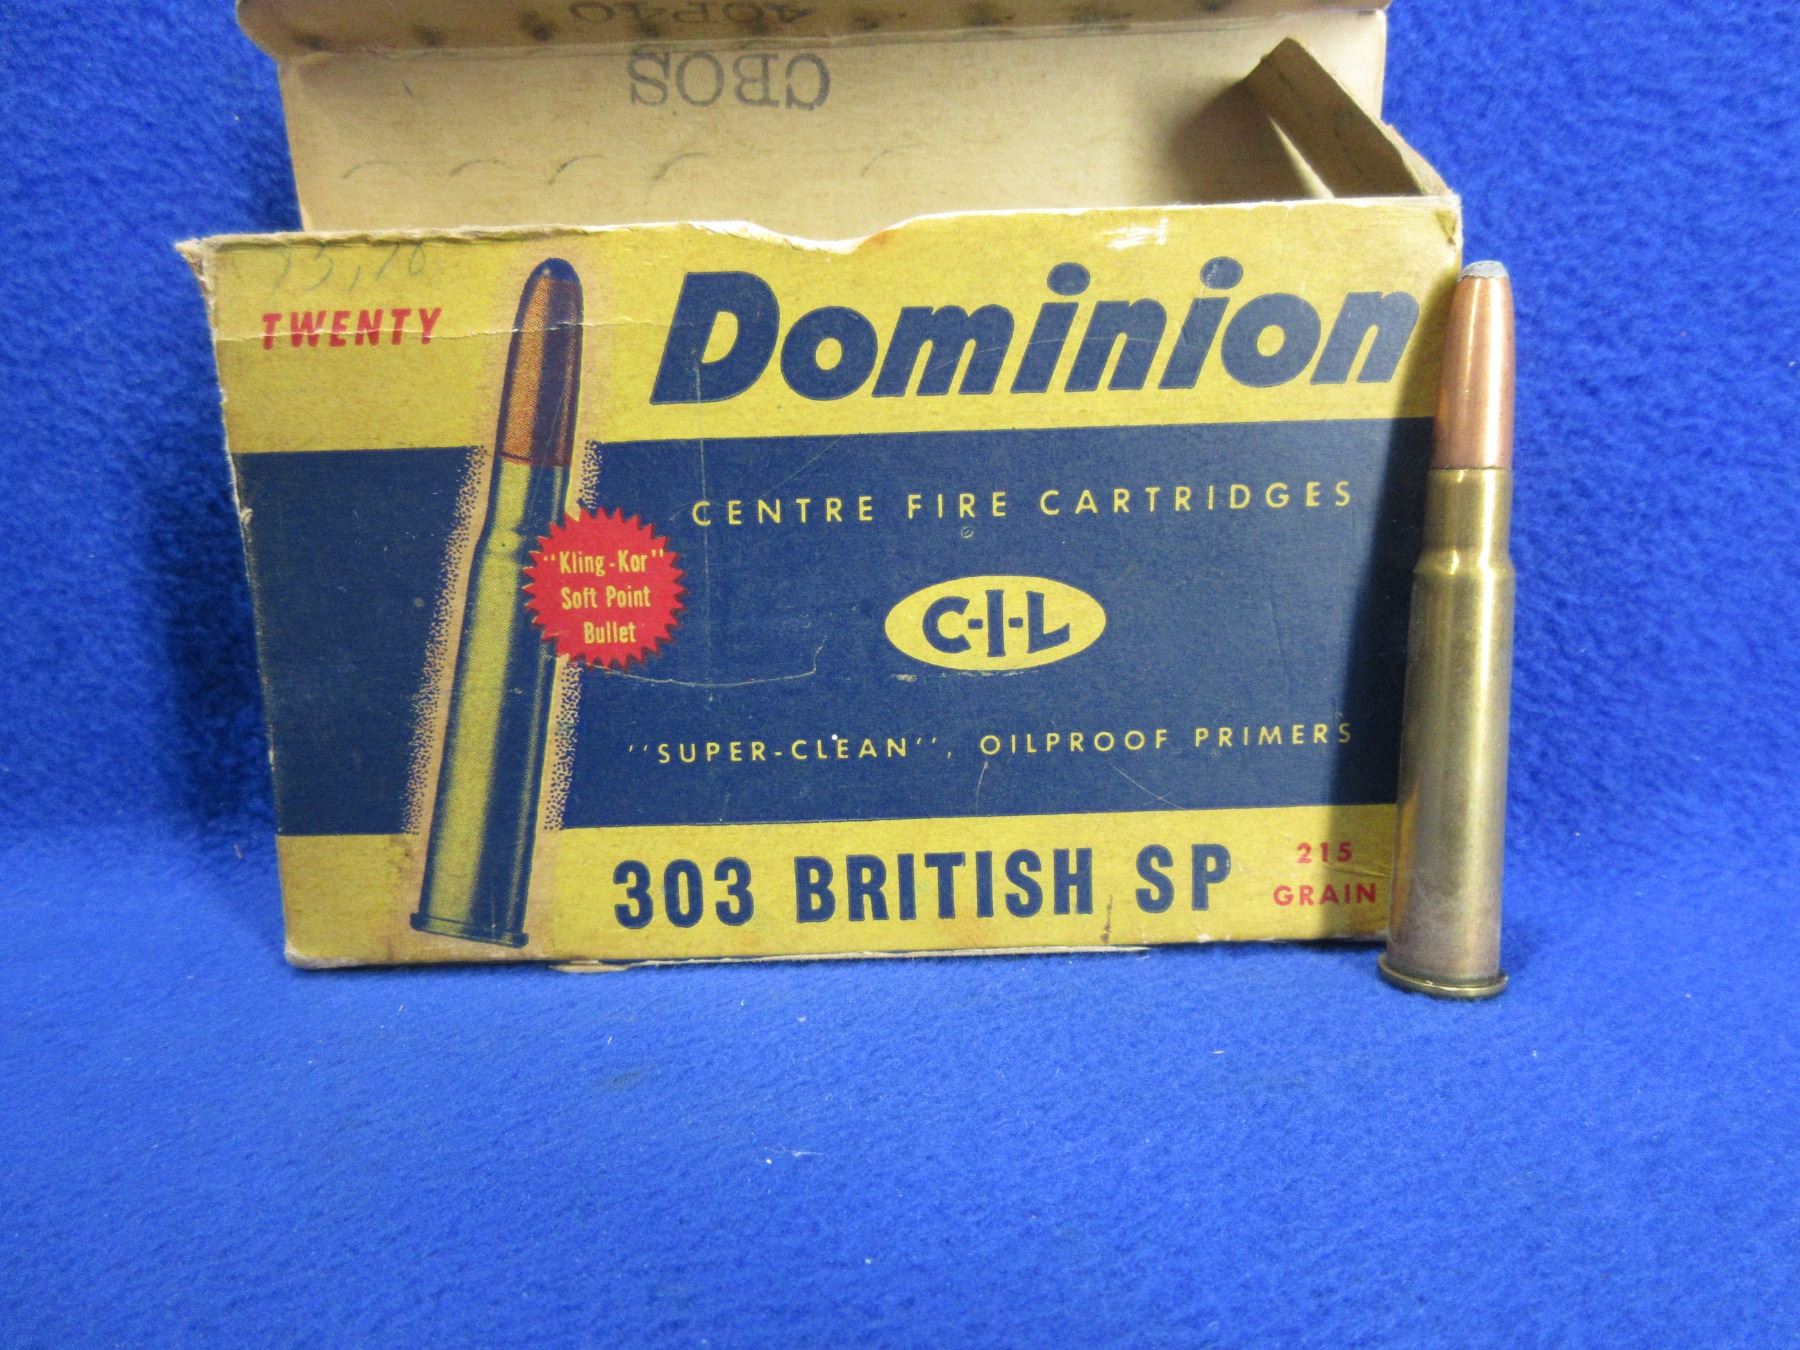 40P40
CBOS
TWENTY
Dominion
CENTRE FIRE CARTRIDGES
"Kling-Kor"
Soft Point
Bullet
C-I-L
"SUPER-CLEAN", OILPROOF PRIMERS
303 BRITISH SP
215
GRAIN